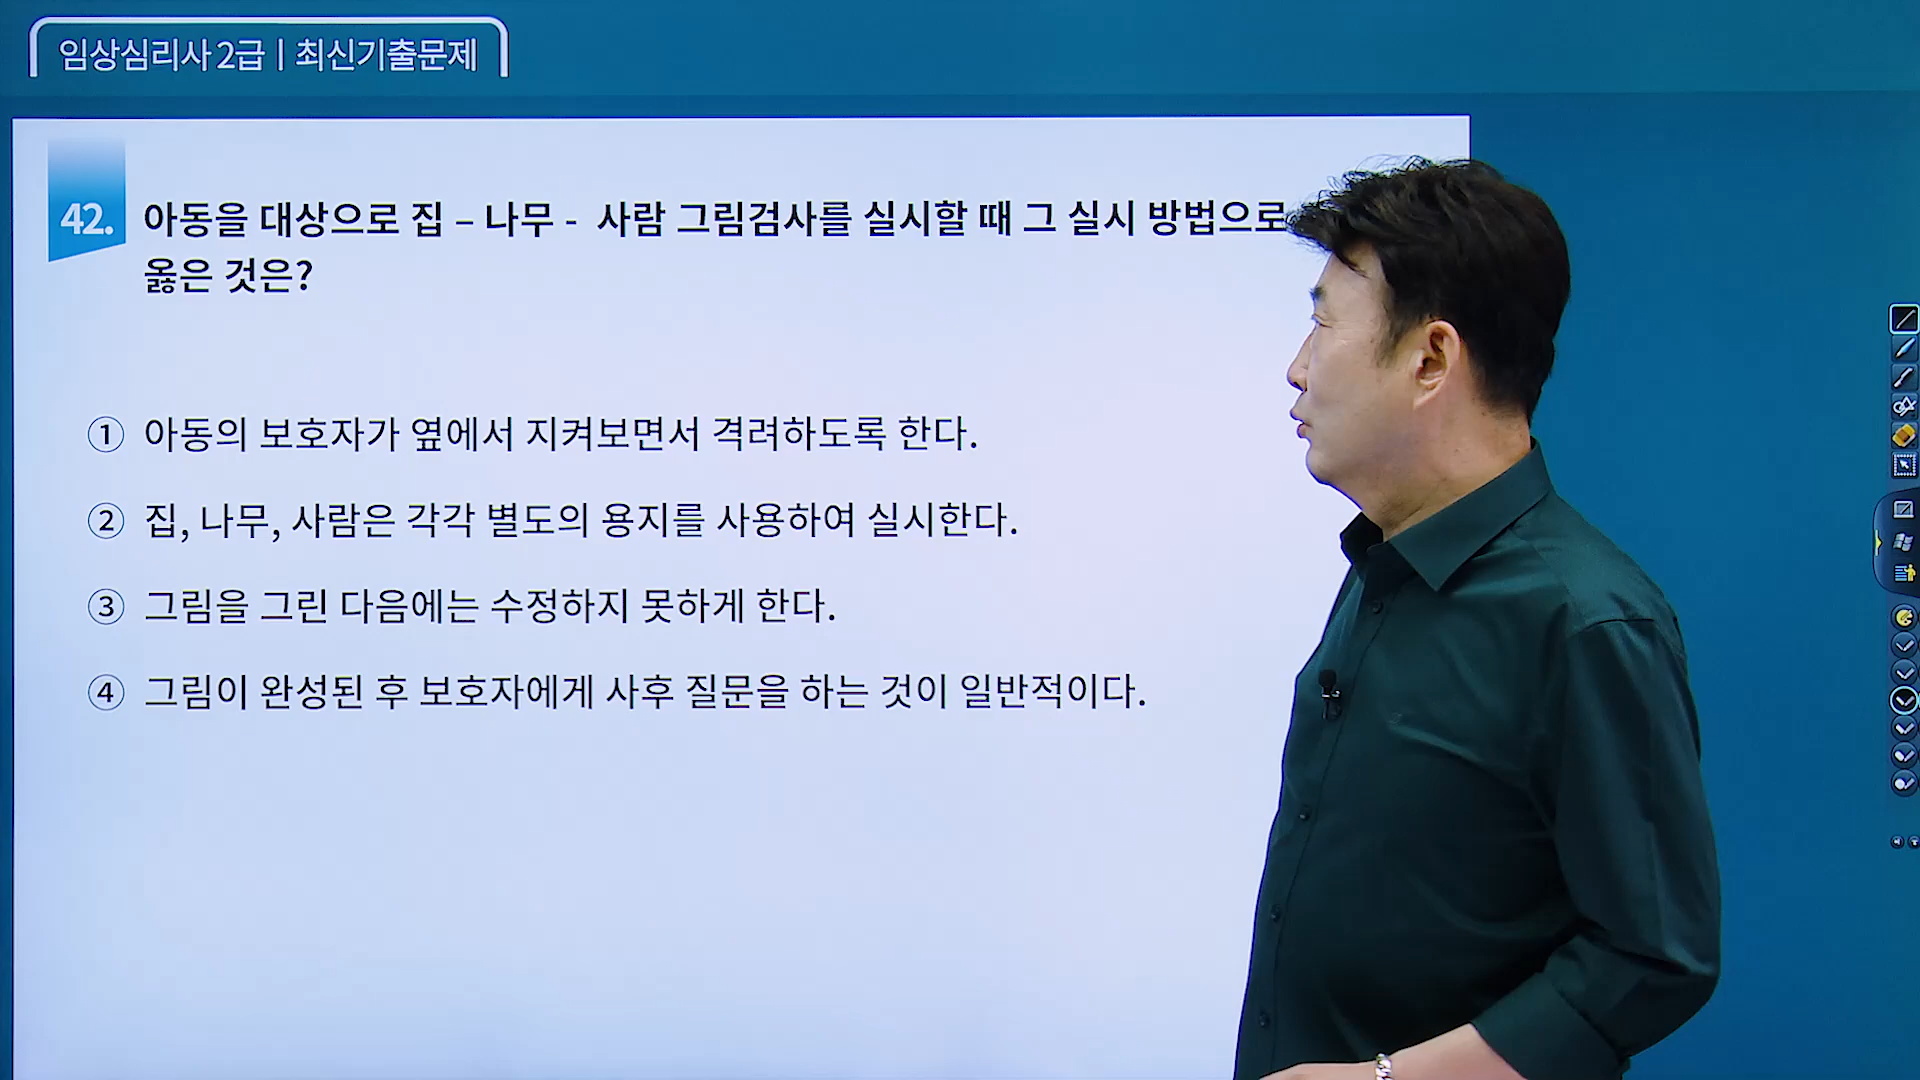 임상심리사 2급 | 최신기출문제
42. 아동을 대상으로 집 – 나무 - 사람 그림검사를 실시할 때 그 실시 방법으로
옳은 것은?
① 아동의 보호자가 옆에서 지켜보면서 격려하도록 한다.
② 집, 나무, 사람은 각각 별도의 용지를 사용하여 실시한다.
③ 그림을 그린 다음에는 수정하지 못하게 한다.
④ 그림이 완성된 후 보호자에게 사후 질문을 하는 것이 일반적이다.